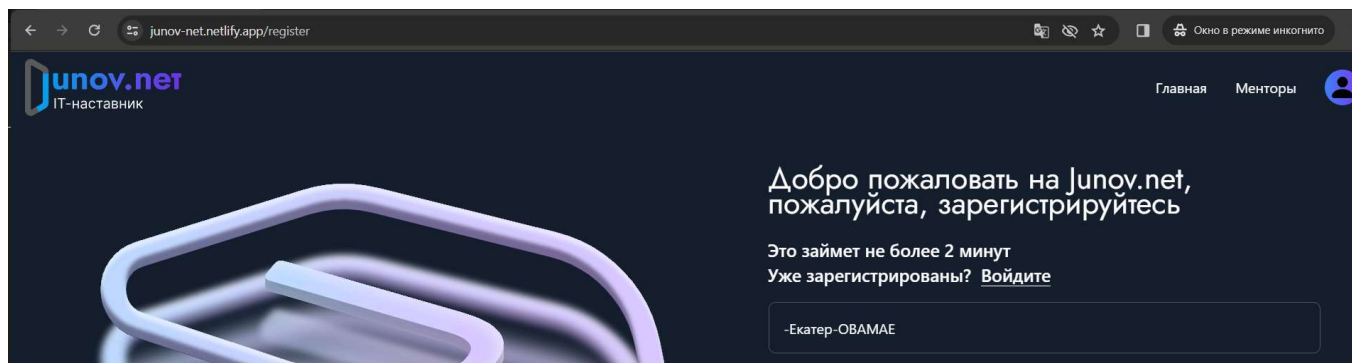 junov-net.netlify.app/register
Окно в режиме инкогнито
junov.net
IT-наставник
Главная Менторы
Добро пожаловать на Junov.net,
пожалуйста, зарегистрируйтесь
Это займет не более 2 минут
Уже зарегистрированы? Войдите
-Екатер-OBAMAE